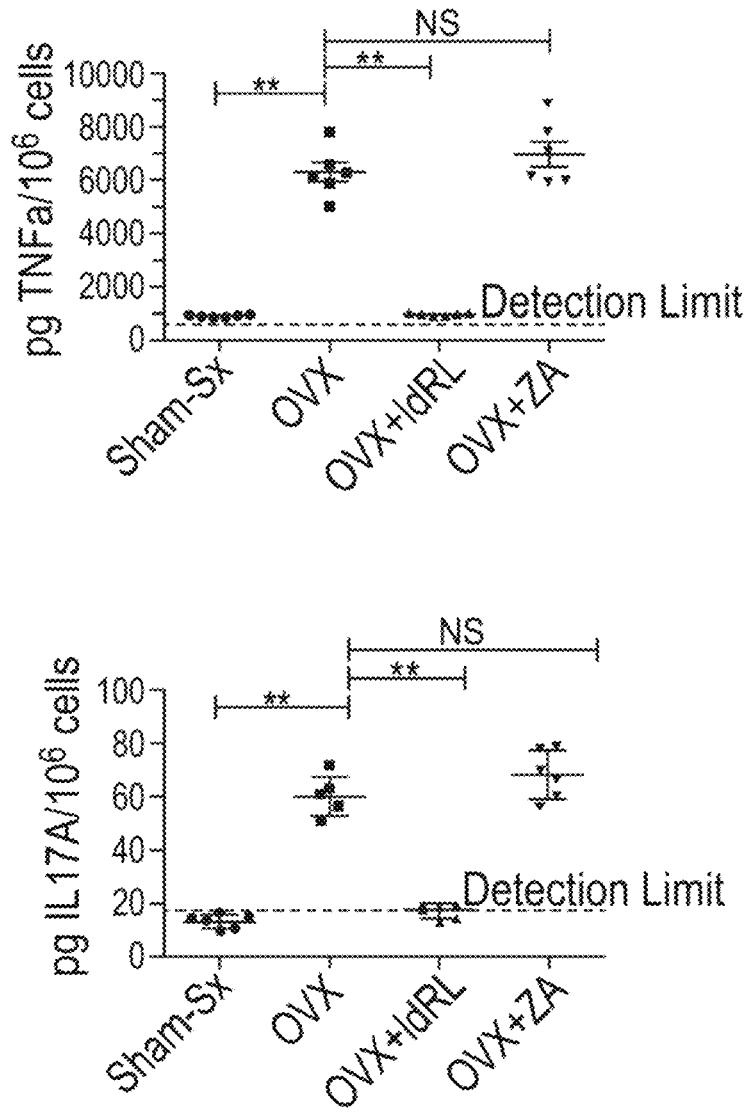 NS
** **
10000
8000
6000
4000
2000
0
pg TNFa/10⁶ cells
Detection Limit
Sham-Sx
OVX
OVX+IdRL
OVX+ZA
NS
** **
100
80
60
40
20
0
pg IL17A/10⁶ cells
Detection Limit
Sham-Sx
OVX
OVX+IdRL
OVX+ZA